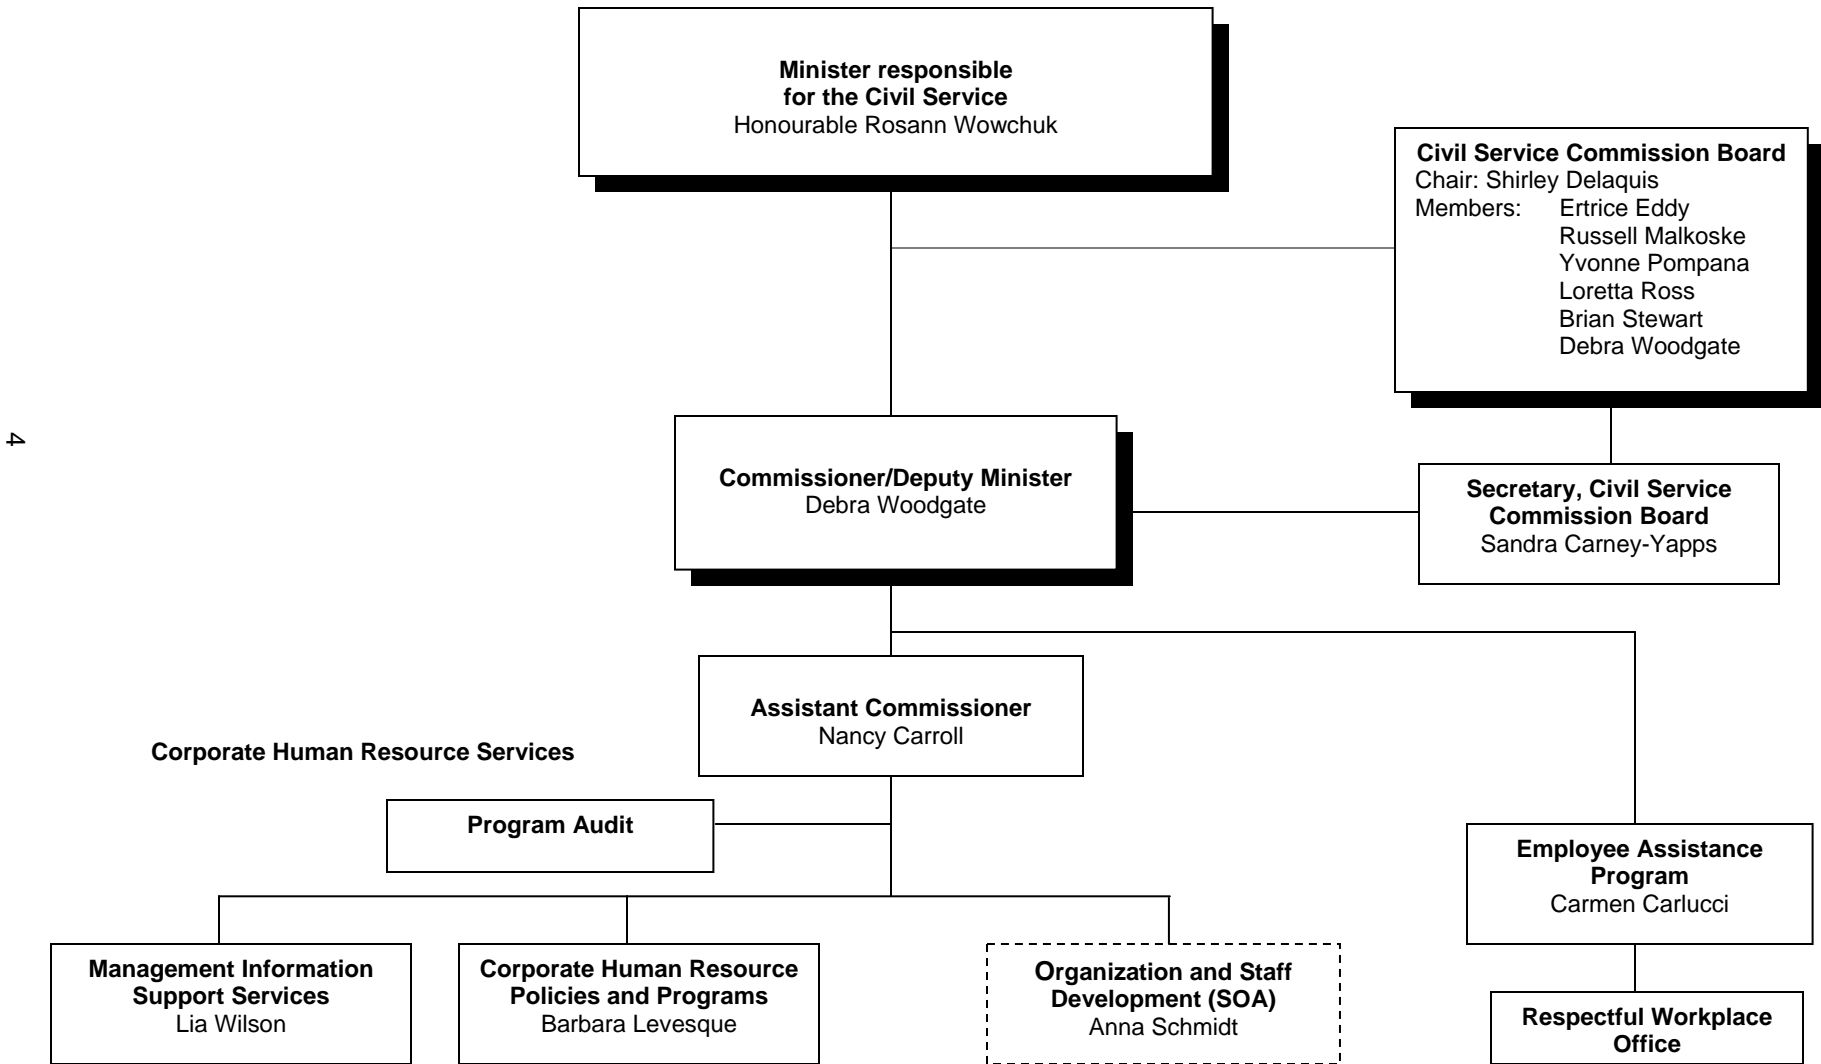 Minister responsible
for the Civil Service
Honourable Rosann Wowchuk
Civil Service Commission Board
Chair: Shirley Delaquis
Members: Ertrice Eddy
Russell Malkoske
Yvonne Pompana
Loretta Ross
Brian Stewart
Debra Woodgate
4
Commissioner/Deputy Minister
Debra Woodgate
Secretary, Civil Service
Commission Board
Sandra Carney-Yapps
Assistant Commissioner
Nancy Carroll
Corporate Human Resource Services
Program Audit
Employee Assistance
Program
Carmen Carlucci
Management Information
Support Services
Lia Wilson
Corporate Human Resource
Policies and Programs
Barbara Levesque
Organization and Staff
Development (SOA)
Anna Schmidt
Respectful Workplace
Office